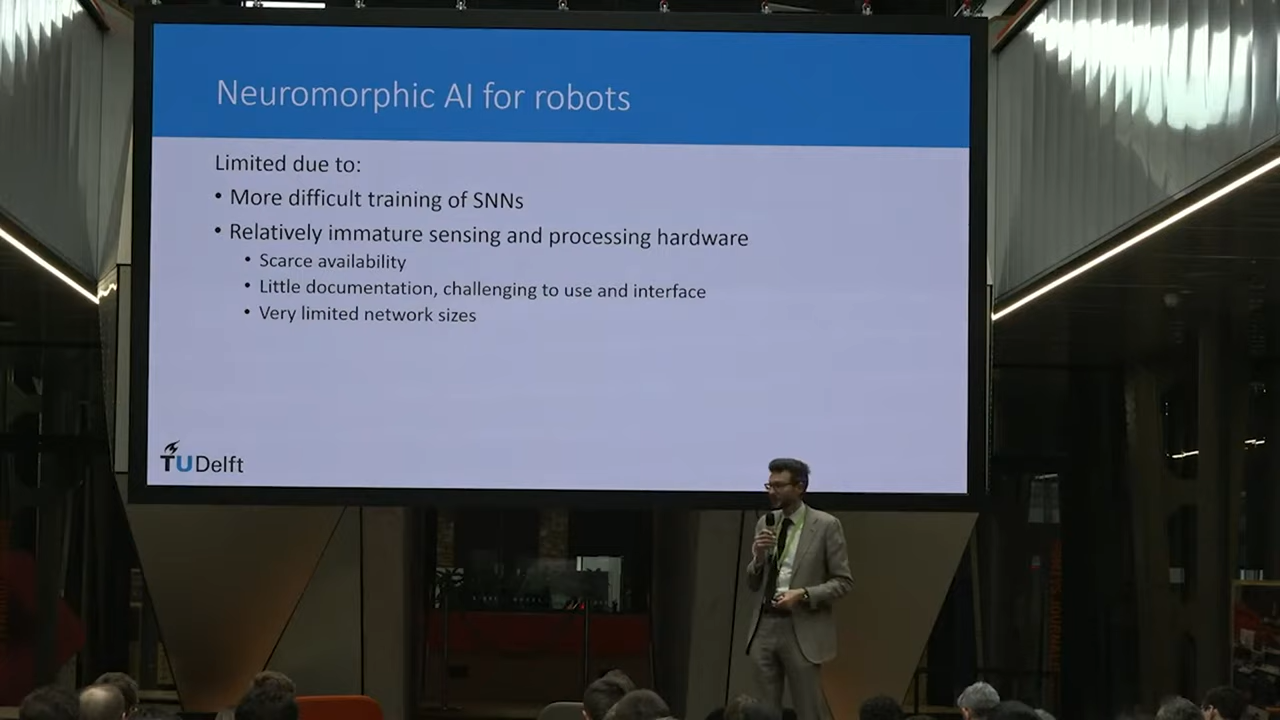 Neuromorphic AI for robots
Limited due to:
• More difficult training of SNNs
• Relatively immature sensing and processing hardware
• Scarce availability
• Little documentation, challenging to use and interface
• Very limited network sizes
TUDelft